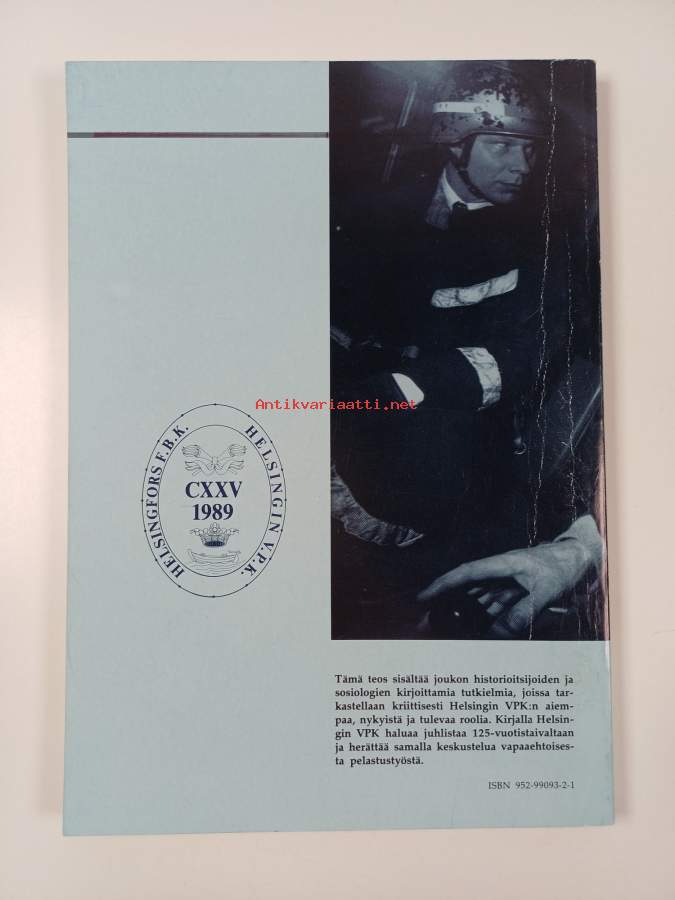 Antikvariaatti.net
HELSINGFORS F.B.K.
HELSINGIN V.P.K.
CXXV
1989
Tämä teos sisältää joukon historioitsijoiden ja
sosiologien kirjoittamia tutkielmia, joissa tar-
kastellaan kriittisesti Helsingin VPK:n aiem-
paa, nykyistä ja tulevaa roolia. Kirjalla Helsin-
gin VPK haluaa juhlistaa 125-vuotistaivaltaan
ja herättää samalla keskustelua vapaaehtoises-
ta pelastustyöstä.
ISBN 952-99093-2-1